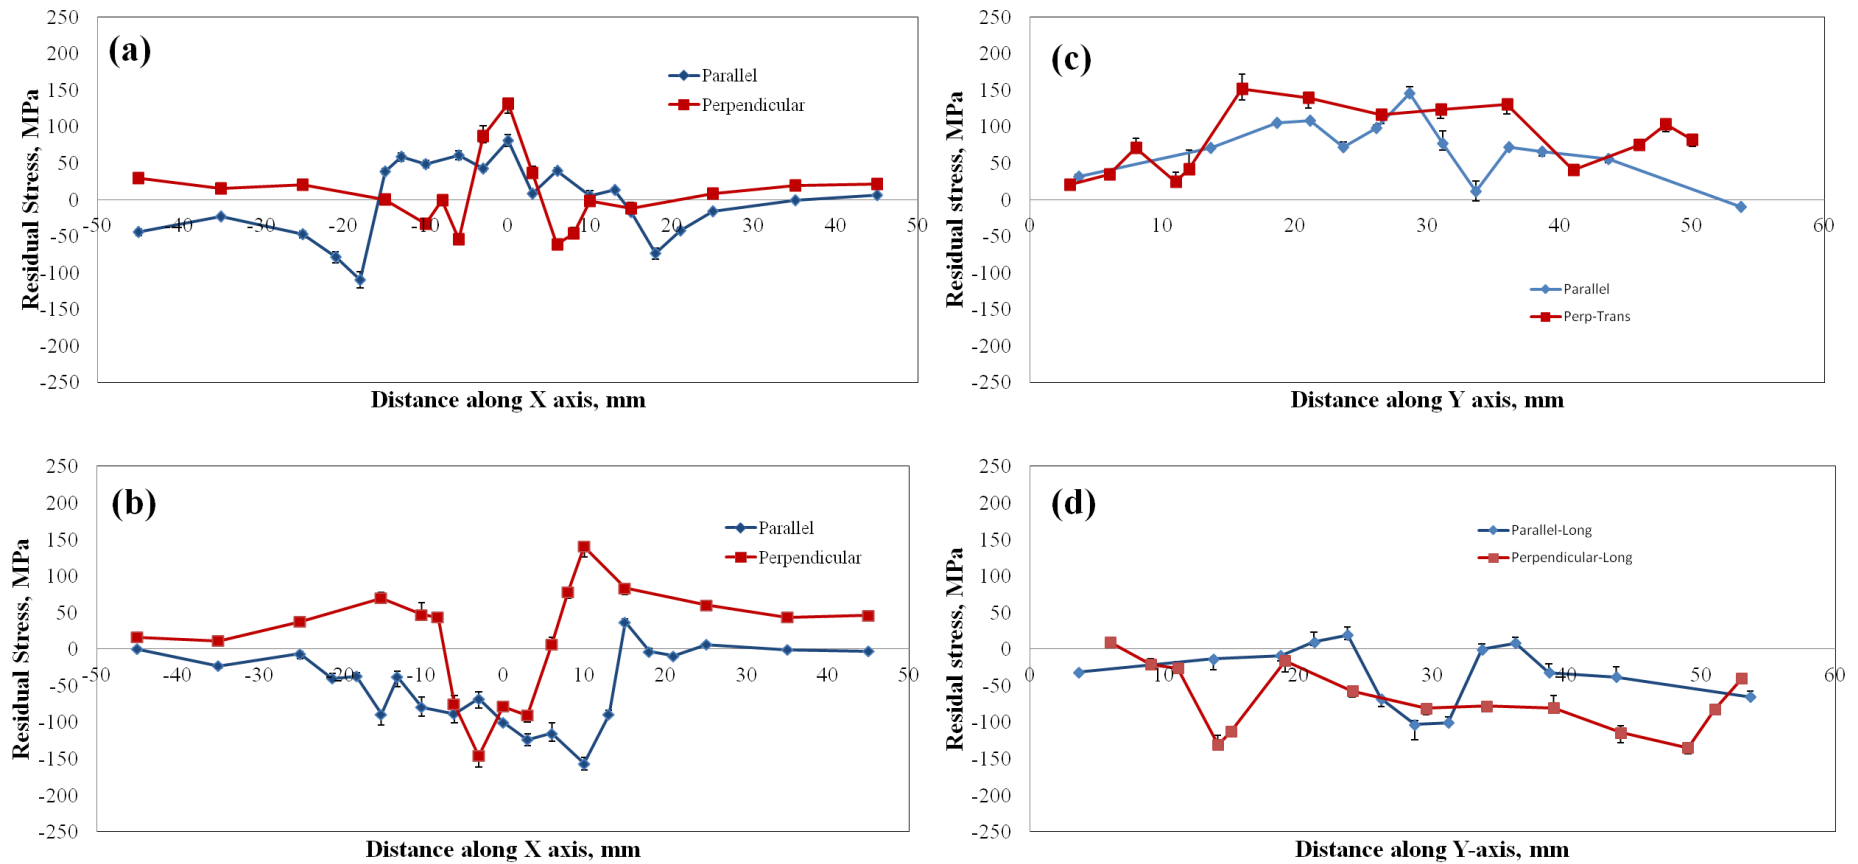 (a)
250
200
150
100
50
0
-50
-100
-150
-200
-250
-50 -40 -30 -20 -10 0 10 20 30 40 50
Residual Stress, MPa
Distance along X axis, mm
Parallel
Perpendicular
(c)
250
200
150
100
50
0
-50
-100
-150
-200
-250
0 10 20 30 40 50 60
Residual stress, MPa
Distance along Y axis, mm
Parallel
Perp-Trans
(b)
250
200
150
100
50
0
-50
-100
-150
-200
-250
-50 -40 -30 -20 -10 0 10 20 30 40 50
Residual Stress, MPa
Distance along X axis, mm
Parallel
Perpendicular
(d)
250
200
150
100
50
0
-50
-100
-150
-200
-250
0 10 20 30 40 50 60
Residal stress, MPa
Distance along Y-axis, mm
Parallel-Long
Perpendicular-Long